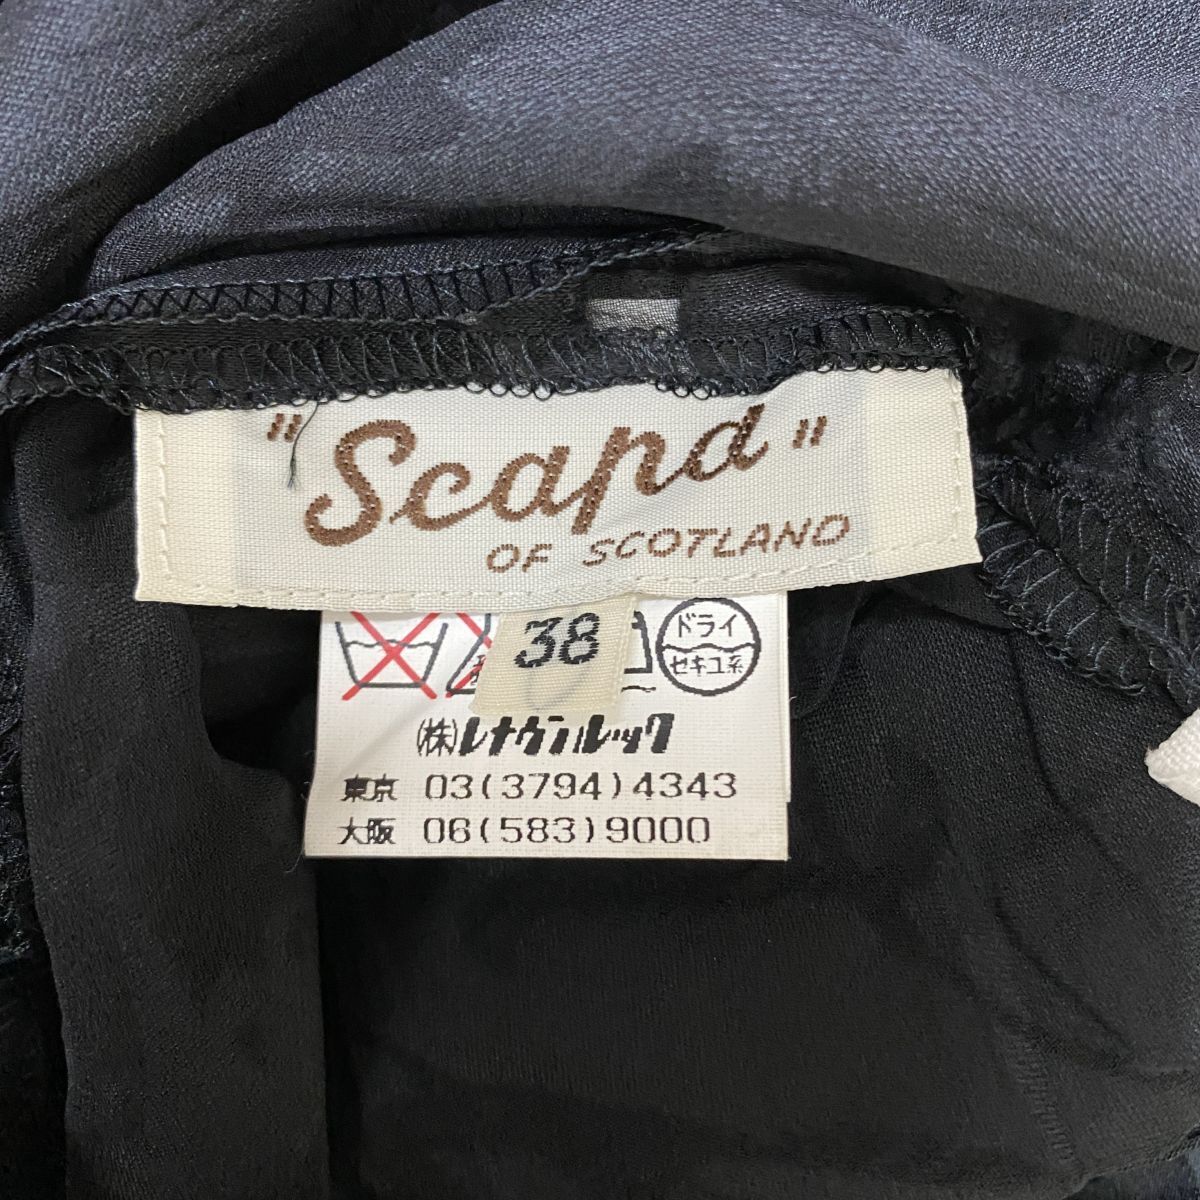 "Scapa"
OF SCOTLAND
38
ドライ
セキユ系
(株)レナウンルック
東京 03(3794)4343
大阪 06(583)9000